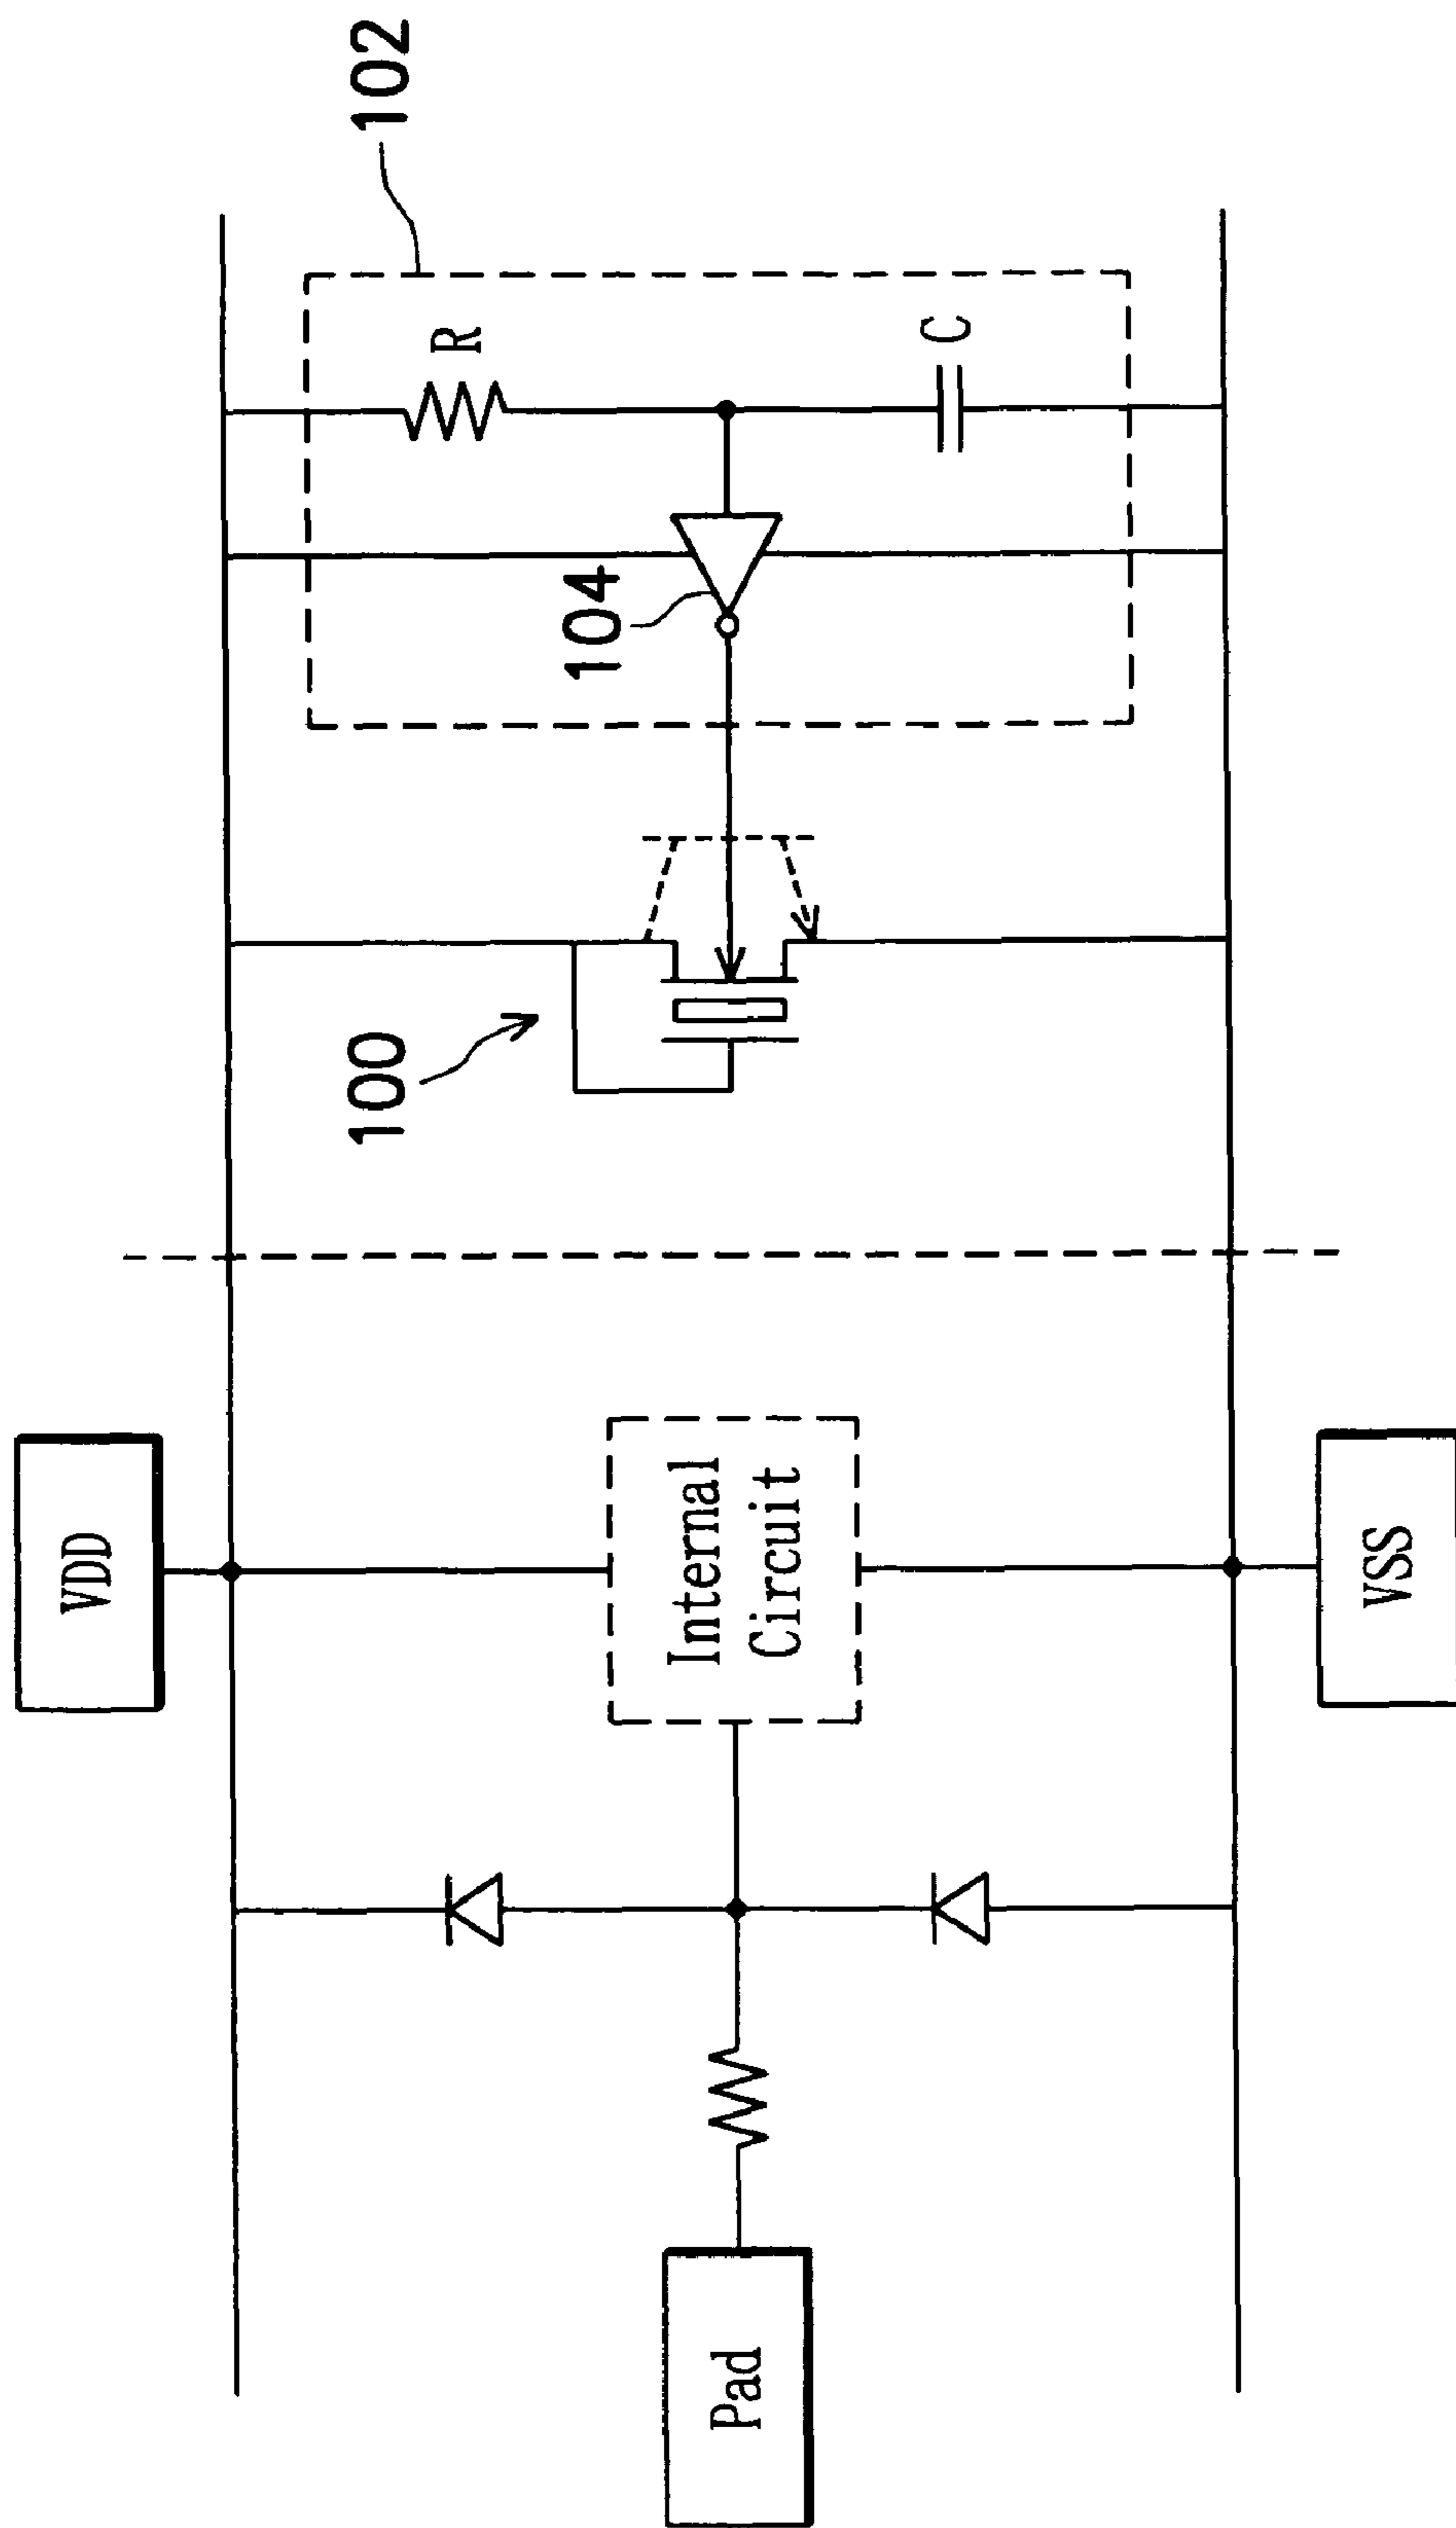 102
R
C
104
100
VDD
Internal
Circuit
VSS
Pad